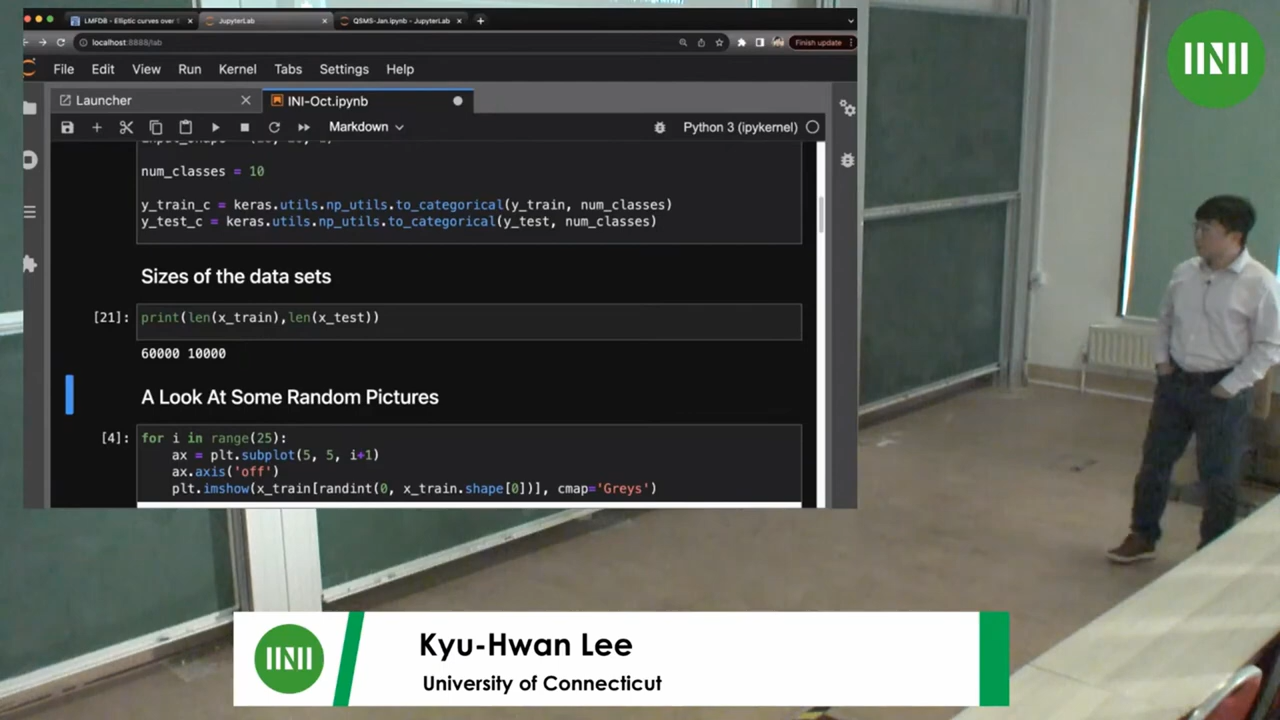 LMFDB - Elliptic curves over
JupyterLab
QSMS-Jan.ipynb - JupyterLab
localhost:8888/lab
Finish update
File Edit View Run Kernel Tabs Settings Help
Launcher
INI-Oct.ipynb
Markdown
Python 3 (ipykernel)
num_classes = 10
y_train_c = keras.utils.np_utils.to_categorical(y_train, num_classes)
y_test_c = keras.utils.np_utils.to_categorical(y_test, num_classes)
Sizes of the data sets
[21]: print(len(x_train),len(x_test))
60000 10000
A Look At Some Random Pictures
[4]: for i in range(25):
ax = plt.subplot(5, 5, i+1)
ax.axis('off')
plt.imshow(x_train[randint(0, x_train.shape[0])], cmap='Greys')
INI
INI
Kyu-Hwan Lee
University of Connecticut